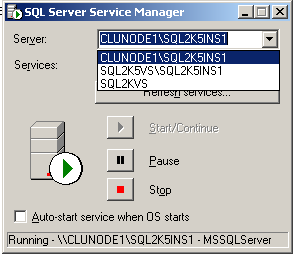 SQL Server Service Manager
Server: CLUNODE1\SQL2K5INS1
CLUNODE1\SQL2K5INS1
Services: SQL2K5VS\SQL2K5INS1
SQL2KVS
Refresh services...
Start/Continue
Pause
Stop
Auto-start service when OS starts
Running - \\CLUNODE1\SQL2K5INS1 - MSSQLServer